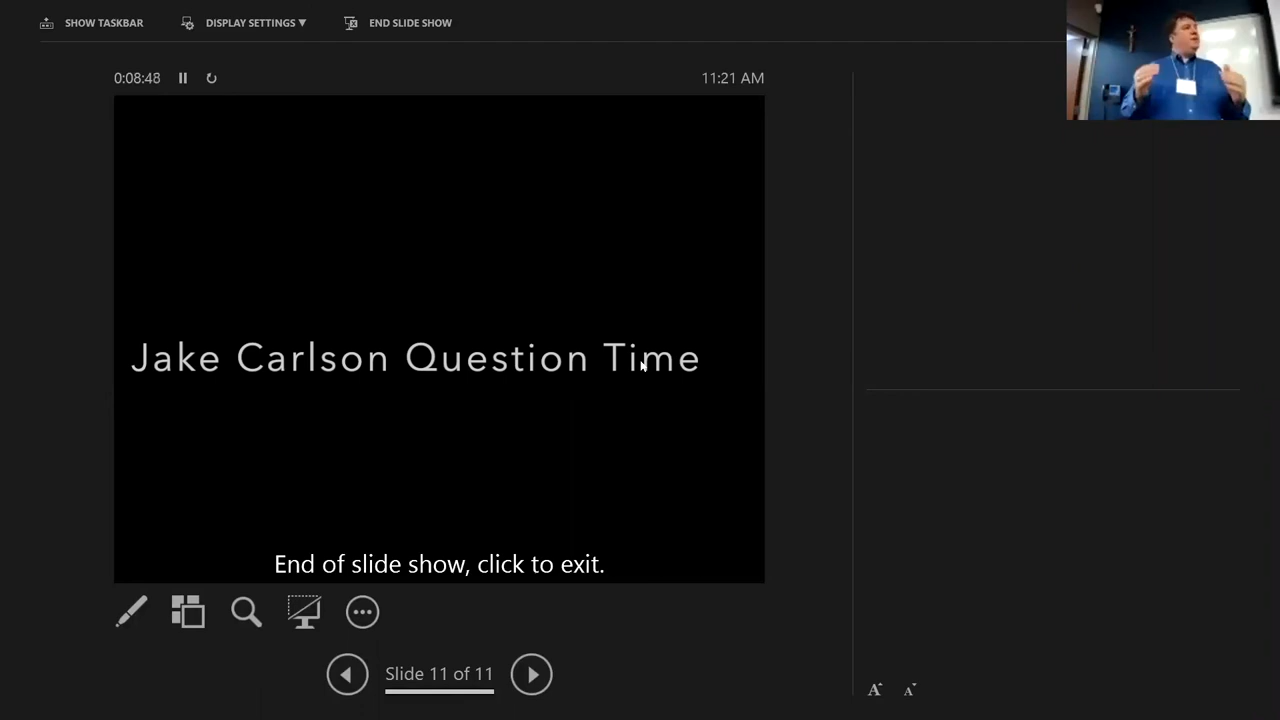 SHOW TASKBAR DISPLAY SETTINGS ▼ END SLIDE SHOW
0:08:48 11:21 AM
Jake Carlson Question Time
End of slide show, click to exit.
Slide 11 of 11
A A